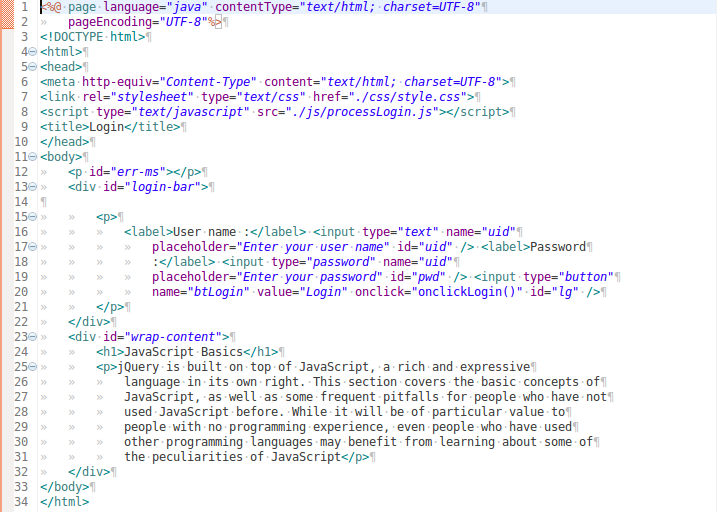 1 <%@ page language="java" contentType="text/html; charset=UTF-8"¶
2 » pageEncoding="UTF-8"%>¶
3 <!DOCTYPE html>¶
4 <html>¶
5 <head>¶
6 <meta http-equiv="Content-Type" content="text/html; charset=UTF-8">¶
7 <link rel="stylesheet" type="text/css" href="./css/style.css">¶
8 <script type="text/javascript" src="./js/processLogin.js"></script>¶
9 <title>Login</title>¶
10 </head>¶
11 <body>¶
12 » <p id="err-ms"></p>¶
13 » <div id="login-bar">¶
14 ¶
15 » » <p>¶
16 » » » <label>User name :</label> <input type="text" name="uid"¶
17 » » » » placeholder="Enter your user name" id="uid" /> <label>Password¶
18 » » » » :</label> <input type="password" name="uid"¶
19 » » » » placeholder="Enter your password" id="pwd" /> <input type="button"¶
20 » » » » name="btLogin" value="Login" onclick="onclickLogin()" id="lg" />¶
21 » » </p>¶
22 » </div>¶
23 » <div id="wrap-content">¶
24 » » <h1>JavaScript Basics</h1>¶
25 » » <p>jQuery is built on top of JavaScript, a rich and expressive¶
26 » » » language in its own right. This section covers the basic concepts of¶
27 » » » JavaScript, as well as some frequent pitfalls for people who have not¶
28 » » » used JavaScript before. While it will be of particular value to¶
29 » » » people with no programming experience, even people who have used¶
30 » » » other programming languages may benefit from learning about some of¶
31 » » » the peculiarities of JavaScript</p>¶
32 » </div>¶
33 </body>¶
34 </html>